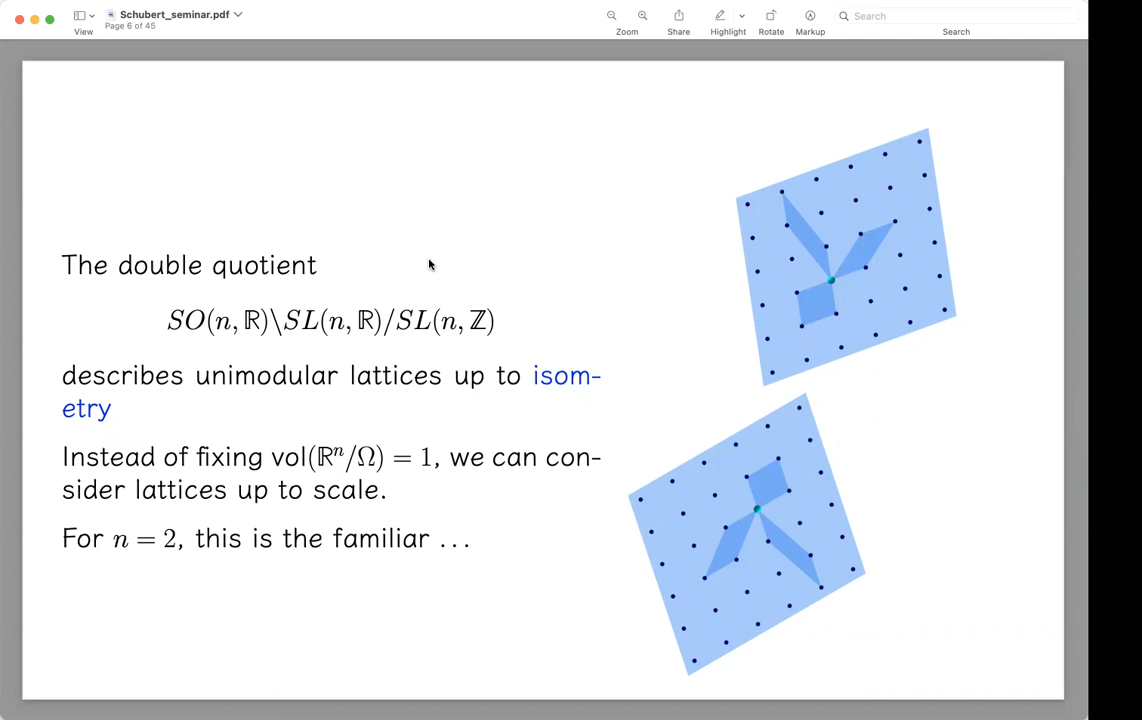 Schubert_seminar.pdf
Page 6 of 45
View
Zoom
Share
Highlight
Rotate
Markup
Search
Search
The double quotient
SO(n, ℝ)\SL(n, ℝ)/SL(n, ℤ)
describes unimodular lattices up to isom-
etry
Instead of fixing vol(ℝⁿ/Ω) = 1, we can con-
sider lattices up to scale.
For n = 2, this is the familiar ...